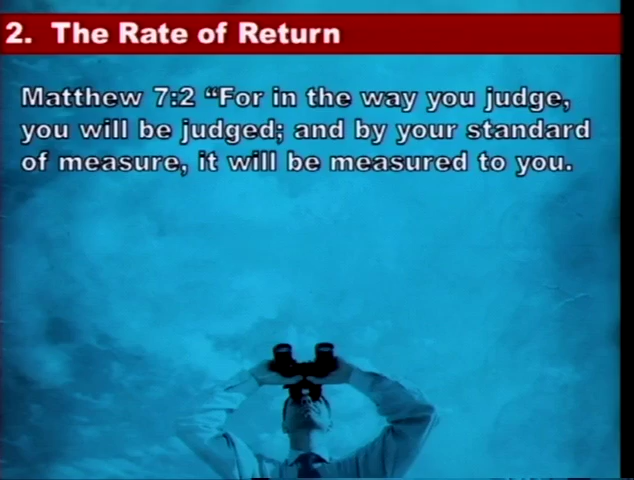 2. The Rate of Return
Matthew 7:2 “For in the way you judge,
you will be judged; and by your standard
of measure, it will be measured to you.